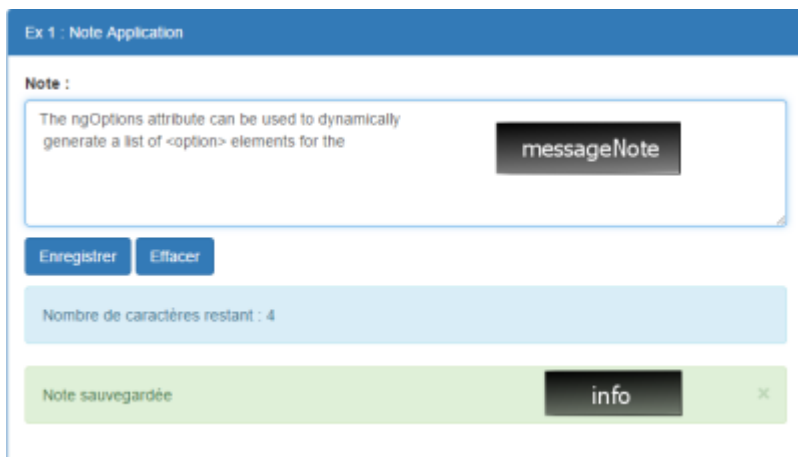 Ex 1 : Note Application
Note :
The ngOptions attribute can be used to dynamically
generate a list of <option> elements for the
messageNote
Enregistrer Effacer
Nombre de caractères restant : 4
Note sauvegardée info ×